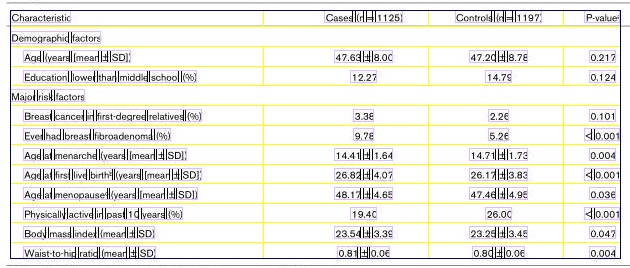 Characteristic Cases (n = 1125) Controls (n = 1197) P-valueª
Demographic factors
Age (years [mean ± SD]) 47.63 ± 8.00 47.20 ± 8.78 0.217
Education lower than middle school (%) 12.27 14.79 0.124
Major risk factors
Breast cancer in first-degree relatives (%) 3.38 2.26 0.101
Ever had breast fibroadenoma (%) 9.78 5.26 <0.001
Age at menarche (years [mean ± SD]) 14.41 ± 1.64 14.71 ± 1.73 0.004
Age at first live birthᵇ (years [mean ± SD]) 26.82 ± 4.07 26.17 ± 3.83 <0.001
Age at menopauseᶜ (years [mean ± SD]) 48.17 ± 4.65 47.46 ± 4.95 0.036
Physically active in past 10 years (%) 19.40 26.00 <0.001
Body mass index (mean ± SD) 23.54 ± 3.39 23.25 ± 3.45 0.047
Waist-to-hip ratio (mean ± SD) 0.81 ± 0.06 0.80 ± 0.06 0.004